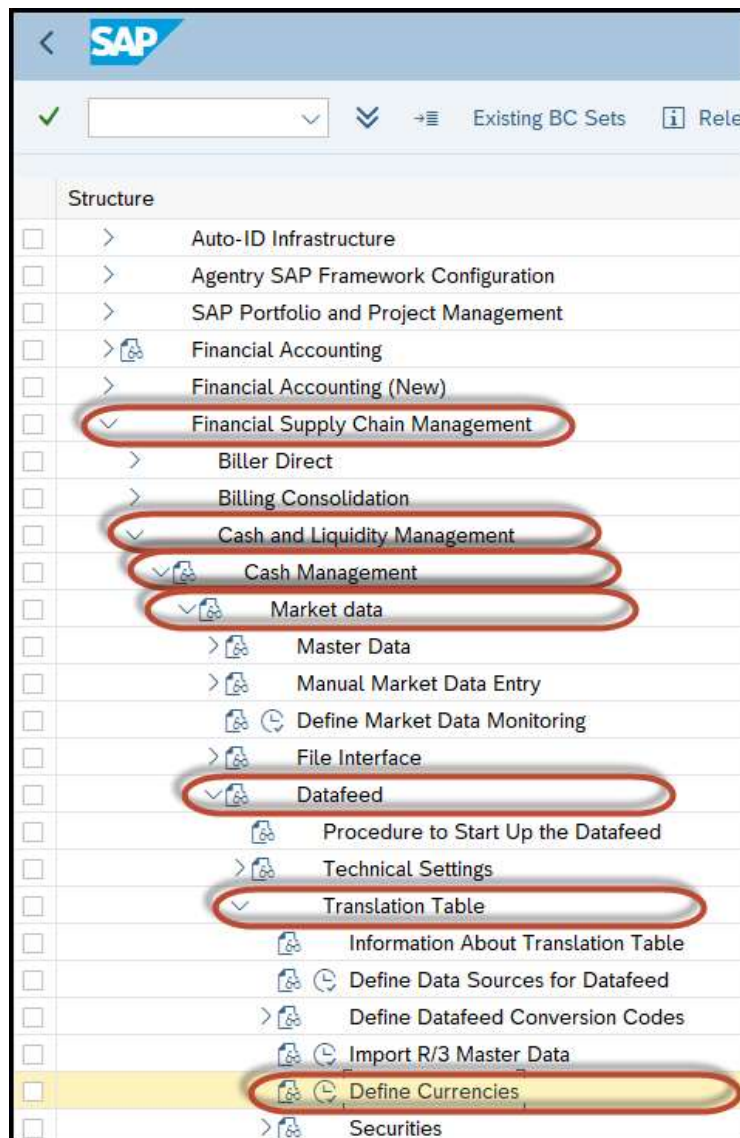 SAP
Existing BC Sets Rele
Structure
Auto-ID Infrastructure
Agentry SAP Framework Configuration
SAP Portfolio and Project Management
Financial Accounting
Financial Accounting (New)
Financial Supply Chain Management
Biller Direct
Billing Consolidation
Cash and Liquidity Management
Cash Management
Market data
Master Data
Manual Market Data Entry
Define Market Data Monitoring
File Interface
Datafeed
Procedure to Start Up the Datafeed
Technical Settings
Translation Table
Information About Translation Table
Define Data Sources for Datafeed
Define Datafeed Conversion Codes
Import R/3 Master Data
Define Currencies
Securities